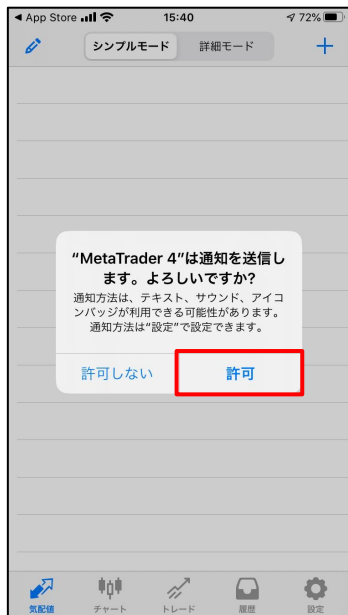 ◀ App Store 15:40 72%
シンプルモード 詳細モード
“MetaTrader 4”は通知を送信し
ます。よろしいですか?
通知方法は、テキスト、サウンド、アイコ
ンバッジが利用できる可能性があります。
通知方法は“設定”で設定できます。
許可しない 許可
気配値 チャート トレード 履歴 設定